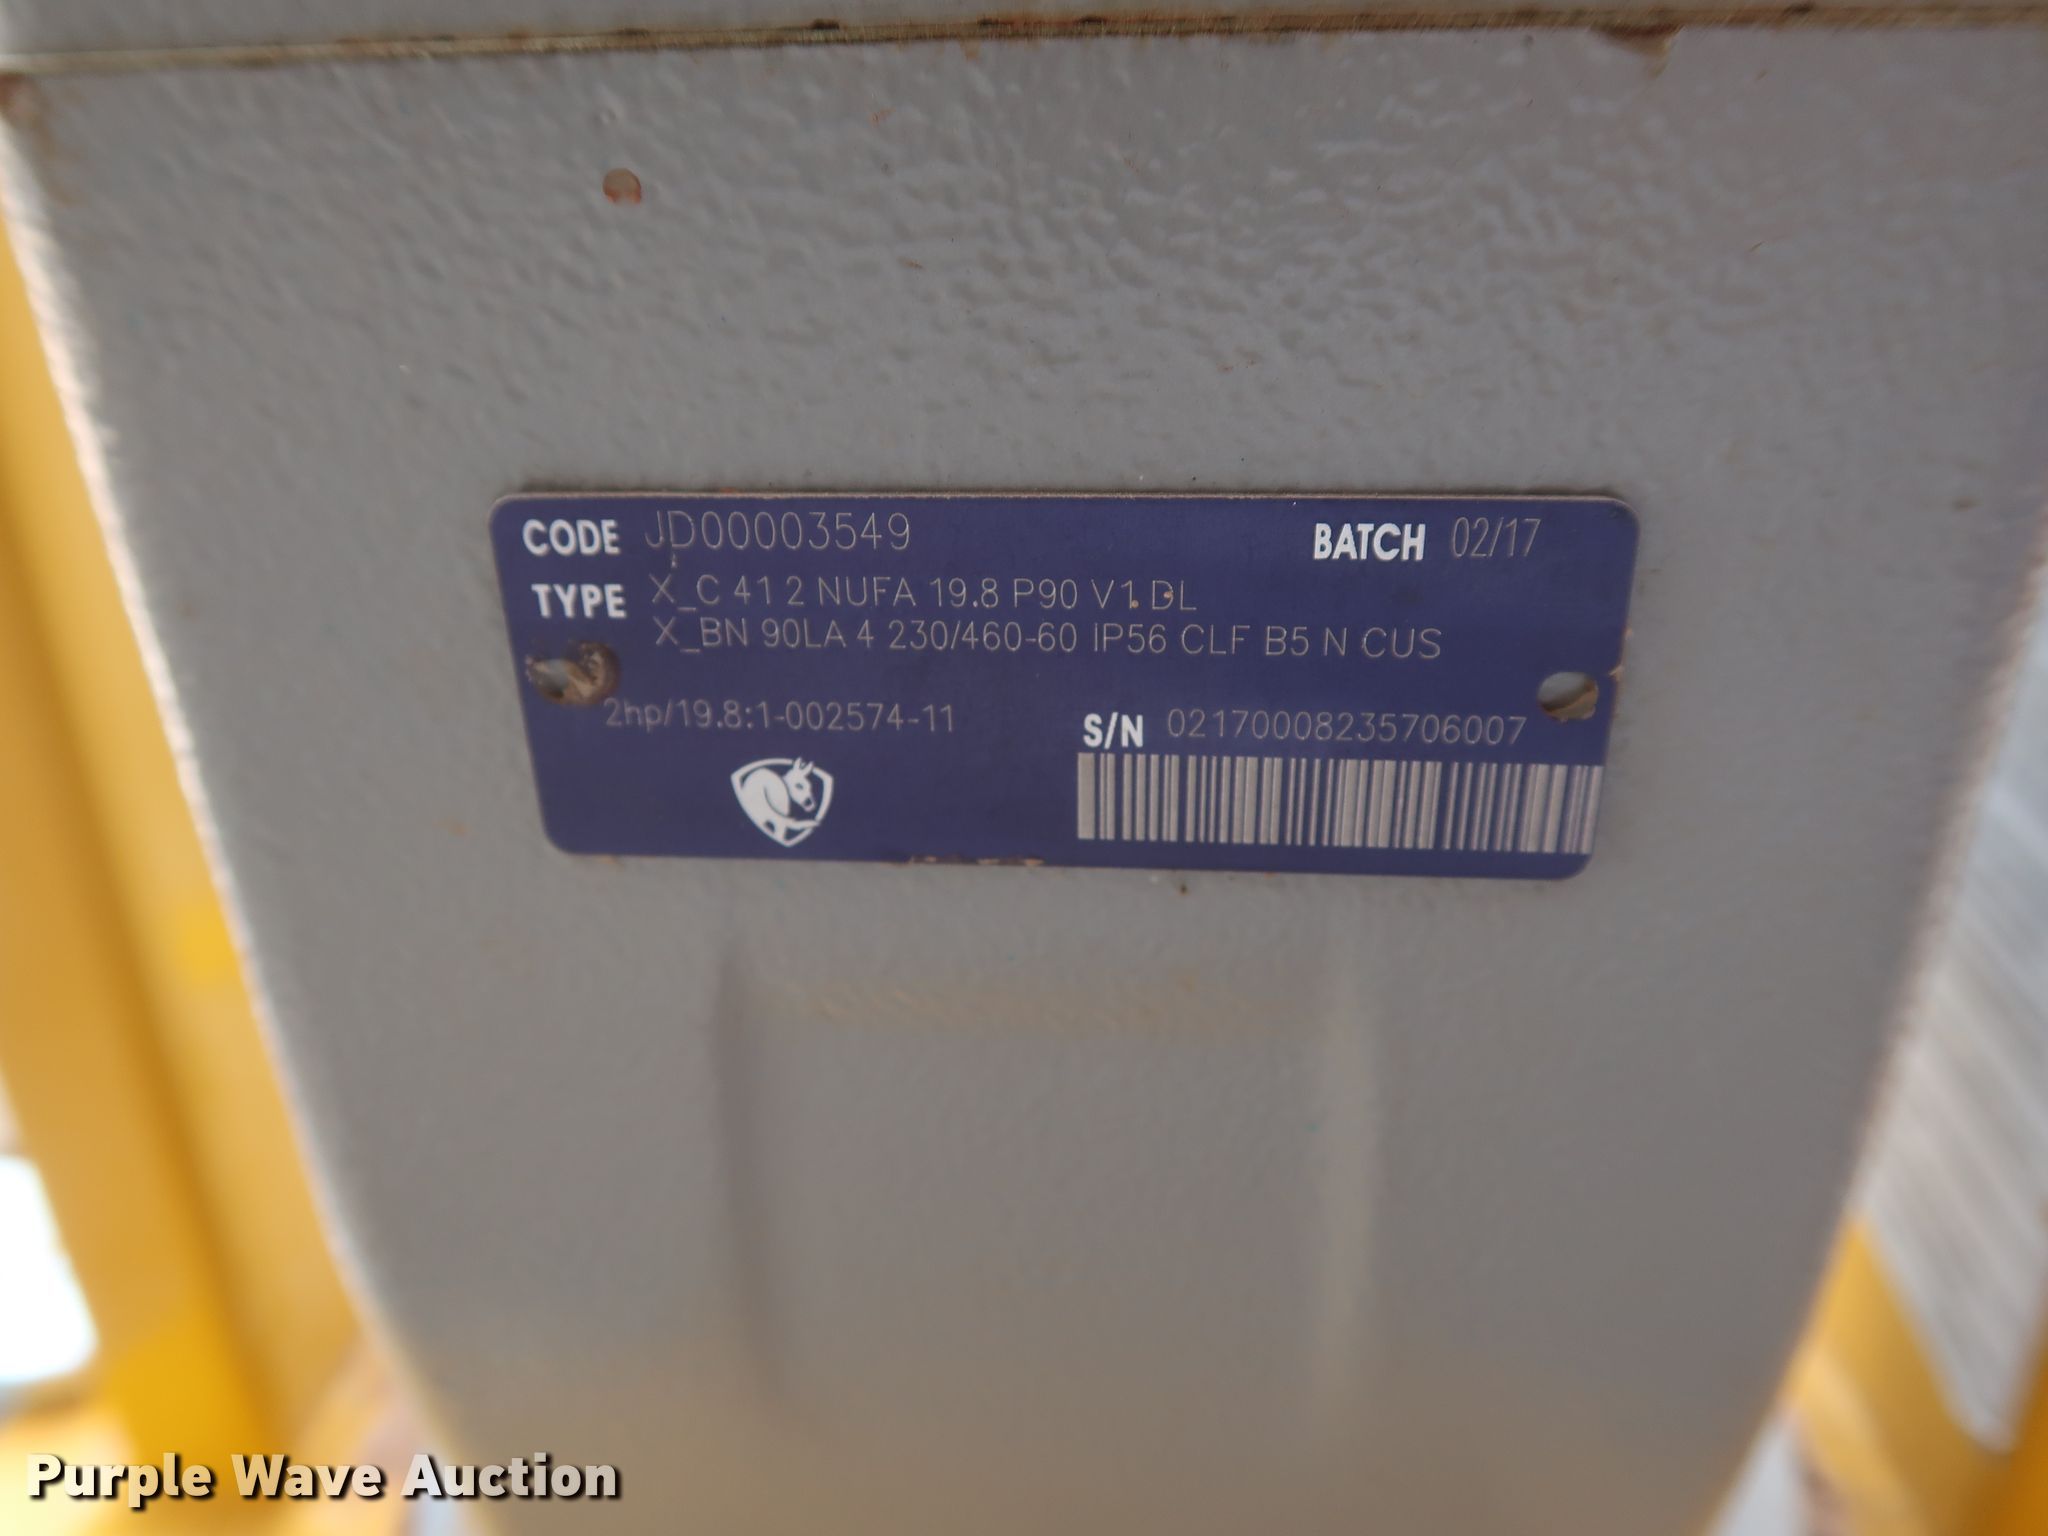 CODE JD00003549 BATCH 02/17
TYPE X_C 41 2 NUFA 19.8 P90 V1 DL
X_BN 90LA 4 230/460-60 IP56 CLF B5 N CUS
2hp/19.8:1-002574-11
S/N 02170008235706007
Purple Wave Auction